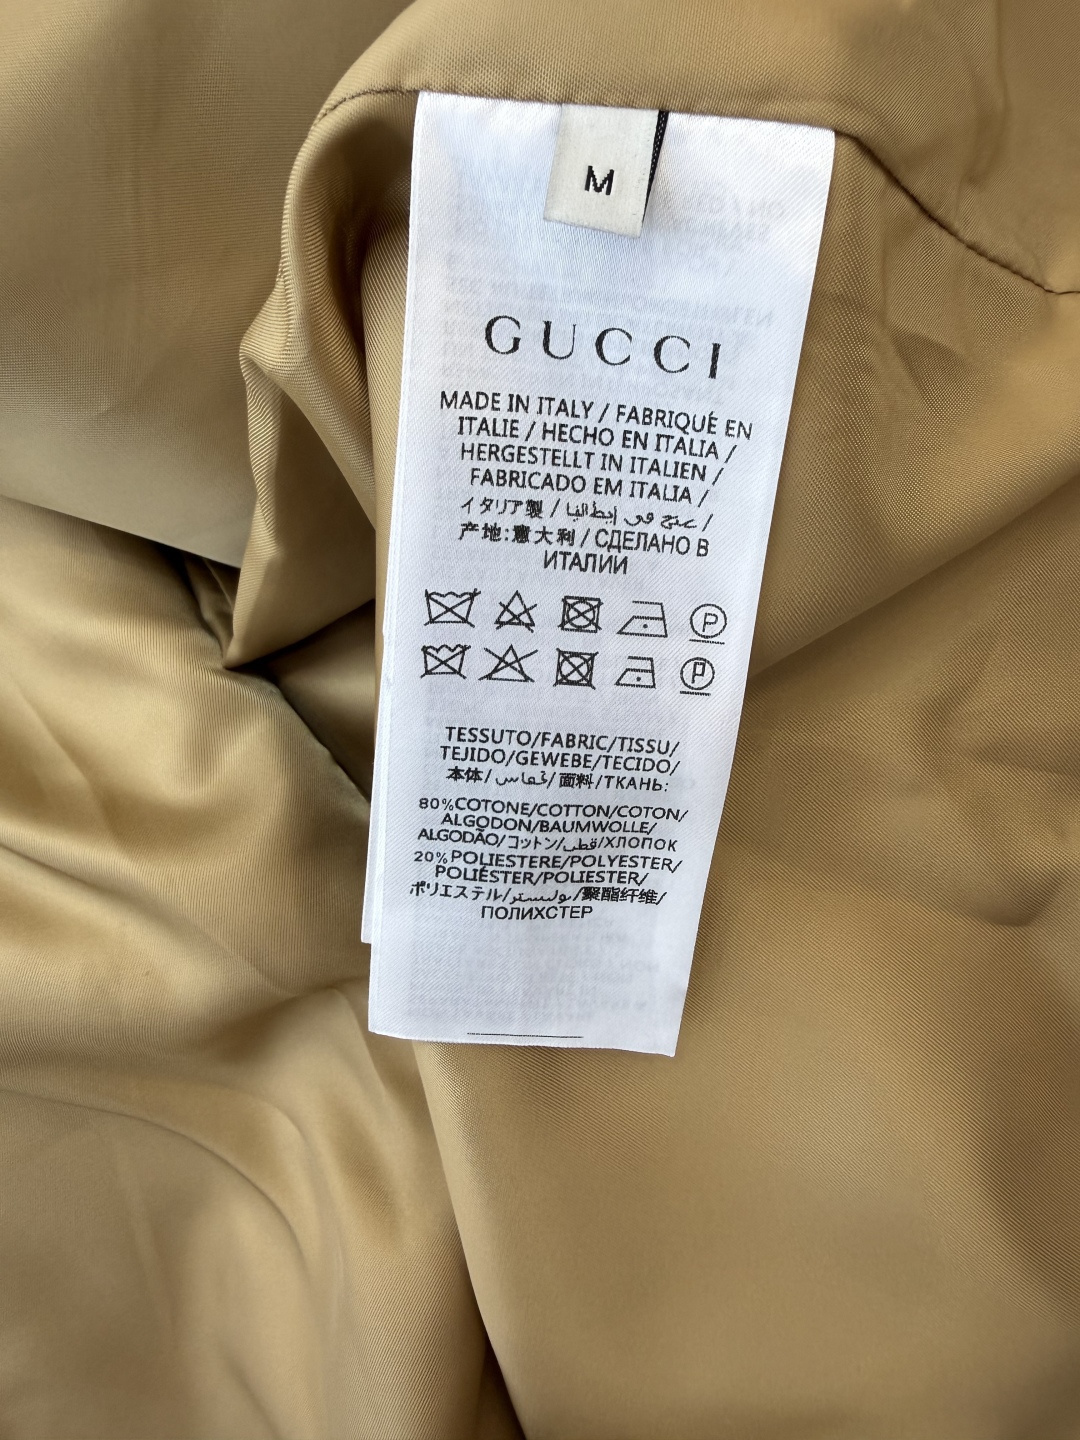 M
GUCCI
MADE IN ITALY / FABRIQUÉ EN
ITALIE / HECHO EN ITALIA /
HERGESTELLT IN ITALIEN /
FABRICADO EM ITALIA /
イタリア製 / في إيطاليا /
产地:意大利 / СДЕЛАНО В
ИТАЛИИ
P
P
TESSUTO/FABRIC/TISSU/
TEJIDO/GEWEBE/TECIDO/
本体/ /面料/ТКАНЬ:
80%COTONE/COTTON/COTON/
ALGODON/BAUMWOLLE/
ALGODÃO/コットン/قطن/ХЛОПОК
20%POLIESTERE/POLYESTER/
POLIÉSTER/POLIESTER/
ポリエステル/بوليستر/聚酯纤维/
ПОЛИХСТЕР